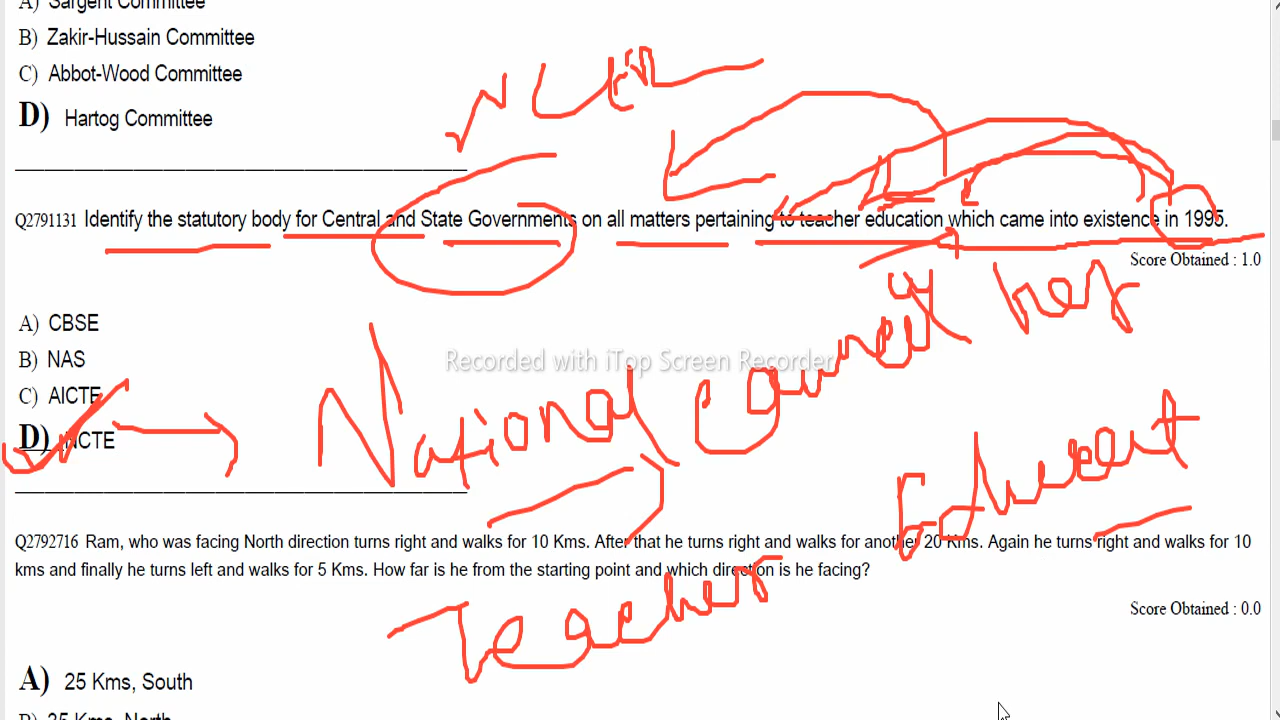 A) Sargent Committee
B) Zakir-Hussain Committee
C) Abbot-Wood Committee
D) Hartog Committee
Q2791131 Identify the statutory body for Central and State Governments on all matters pertaining to teacher education which came into existence in 1995.
Score Obtained : 1.0
A) CBSE
B) NAS
Recorded with iTop Screen Recorder
C) AICTE
D) NCTE
National Council
Teacher
Q2792716 Ram, who was facing North direction turns right and walks for 10 Kms. After that he turns right and walks for another 20 Kms. Again he turns right and walks for 10
kms and finally he turns left and walks for 5 Kms. How far is he from the starting point and which direction is he facing?
Score Obtained : 0.0
A) 25 Kms, South
B) 25 Kms, North